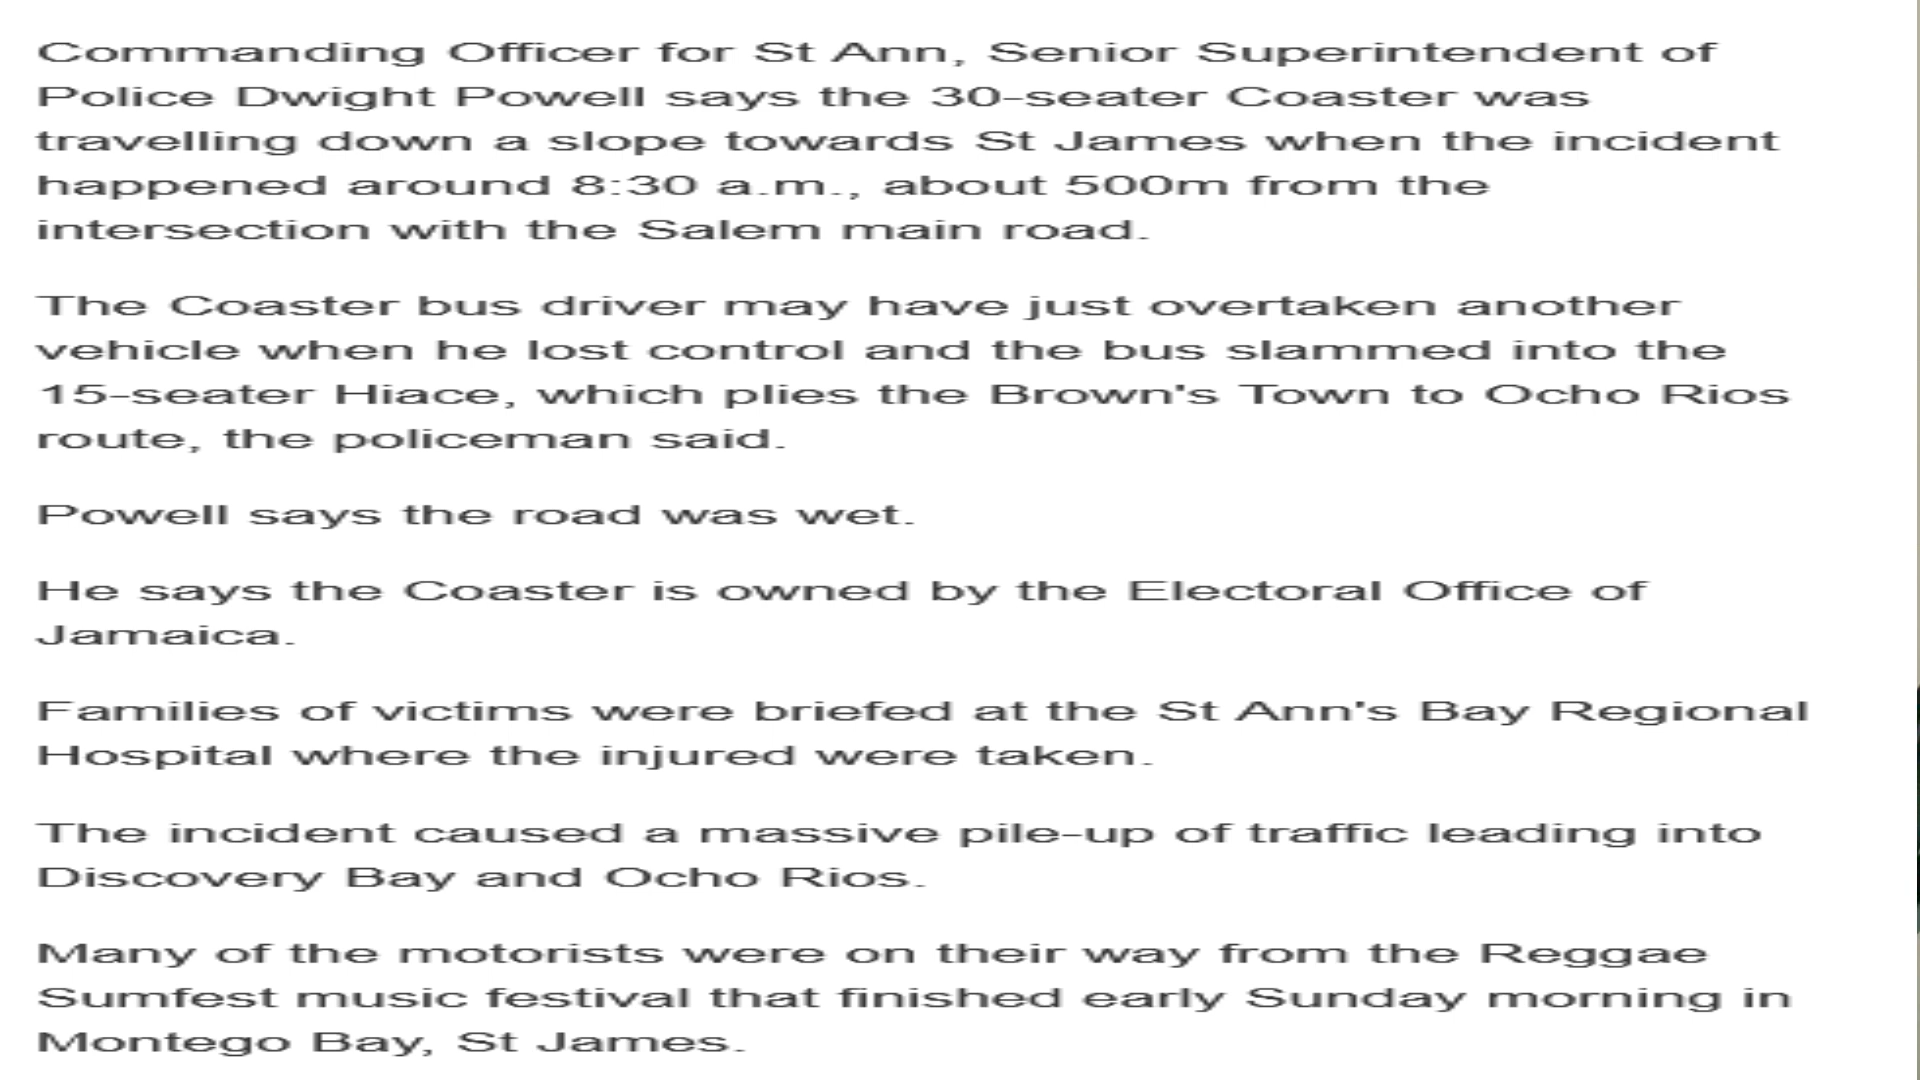 Commanding Officer for St Ann, Senior Superintendent of
Police Dwight Powell says the 30-seater Coaster was
travelling down a slope towards St James when the incident
happened around 8:30 a.m., about 500m from the
intersection with the Salem main road.
The Coaster bus driver may have just overtaken another
vehicle when he lost control and the bus slammed into the
15-seater Hiace, which plies the Brown's Town to Ocho Rios
route, the policeman said.
Powell says the road was wet.
He says the Coaster is owned by the Electoral Office of
Jamaica.
Families of victims were briefed at the St Ann's Bay Regional
Hospital where the injured were taken.
The incident caused a massive pile-up of traffic leading into
Discovery Bay and Ocho Rios.
Many of the motorists were on their way from the Reggae
Sumfest music festival that finished early Sunday morning in
Montego Bay, St James.